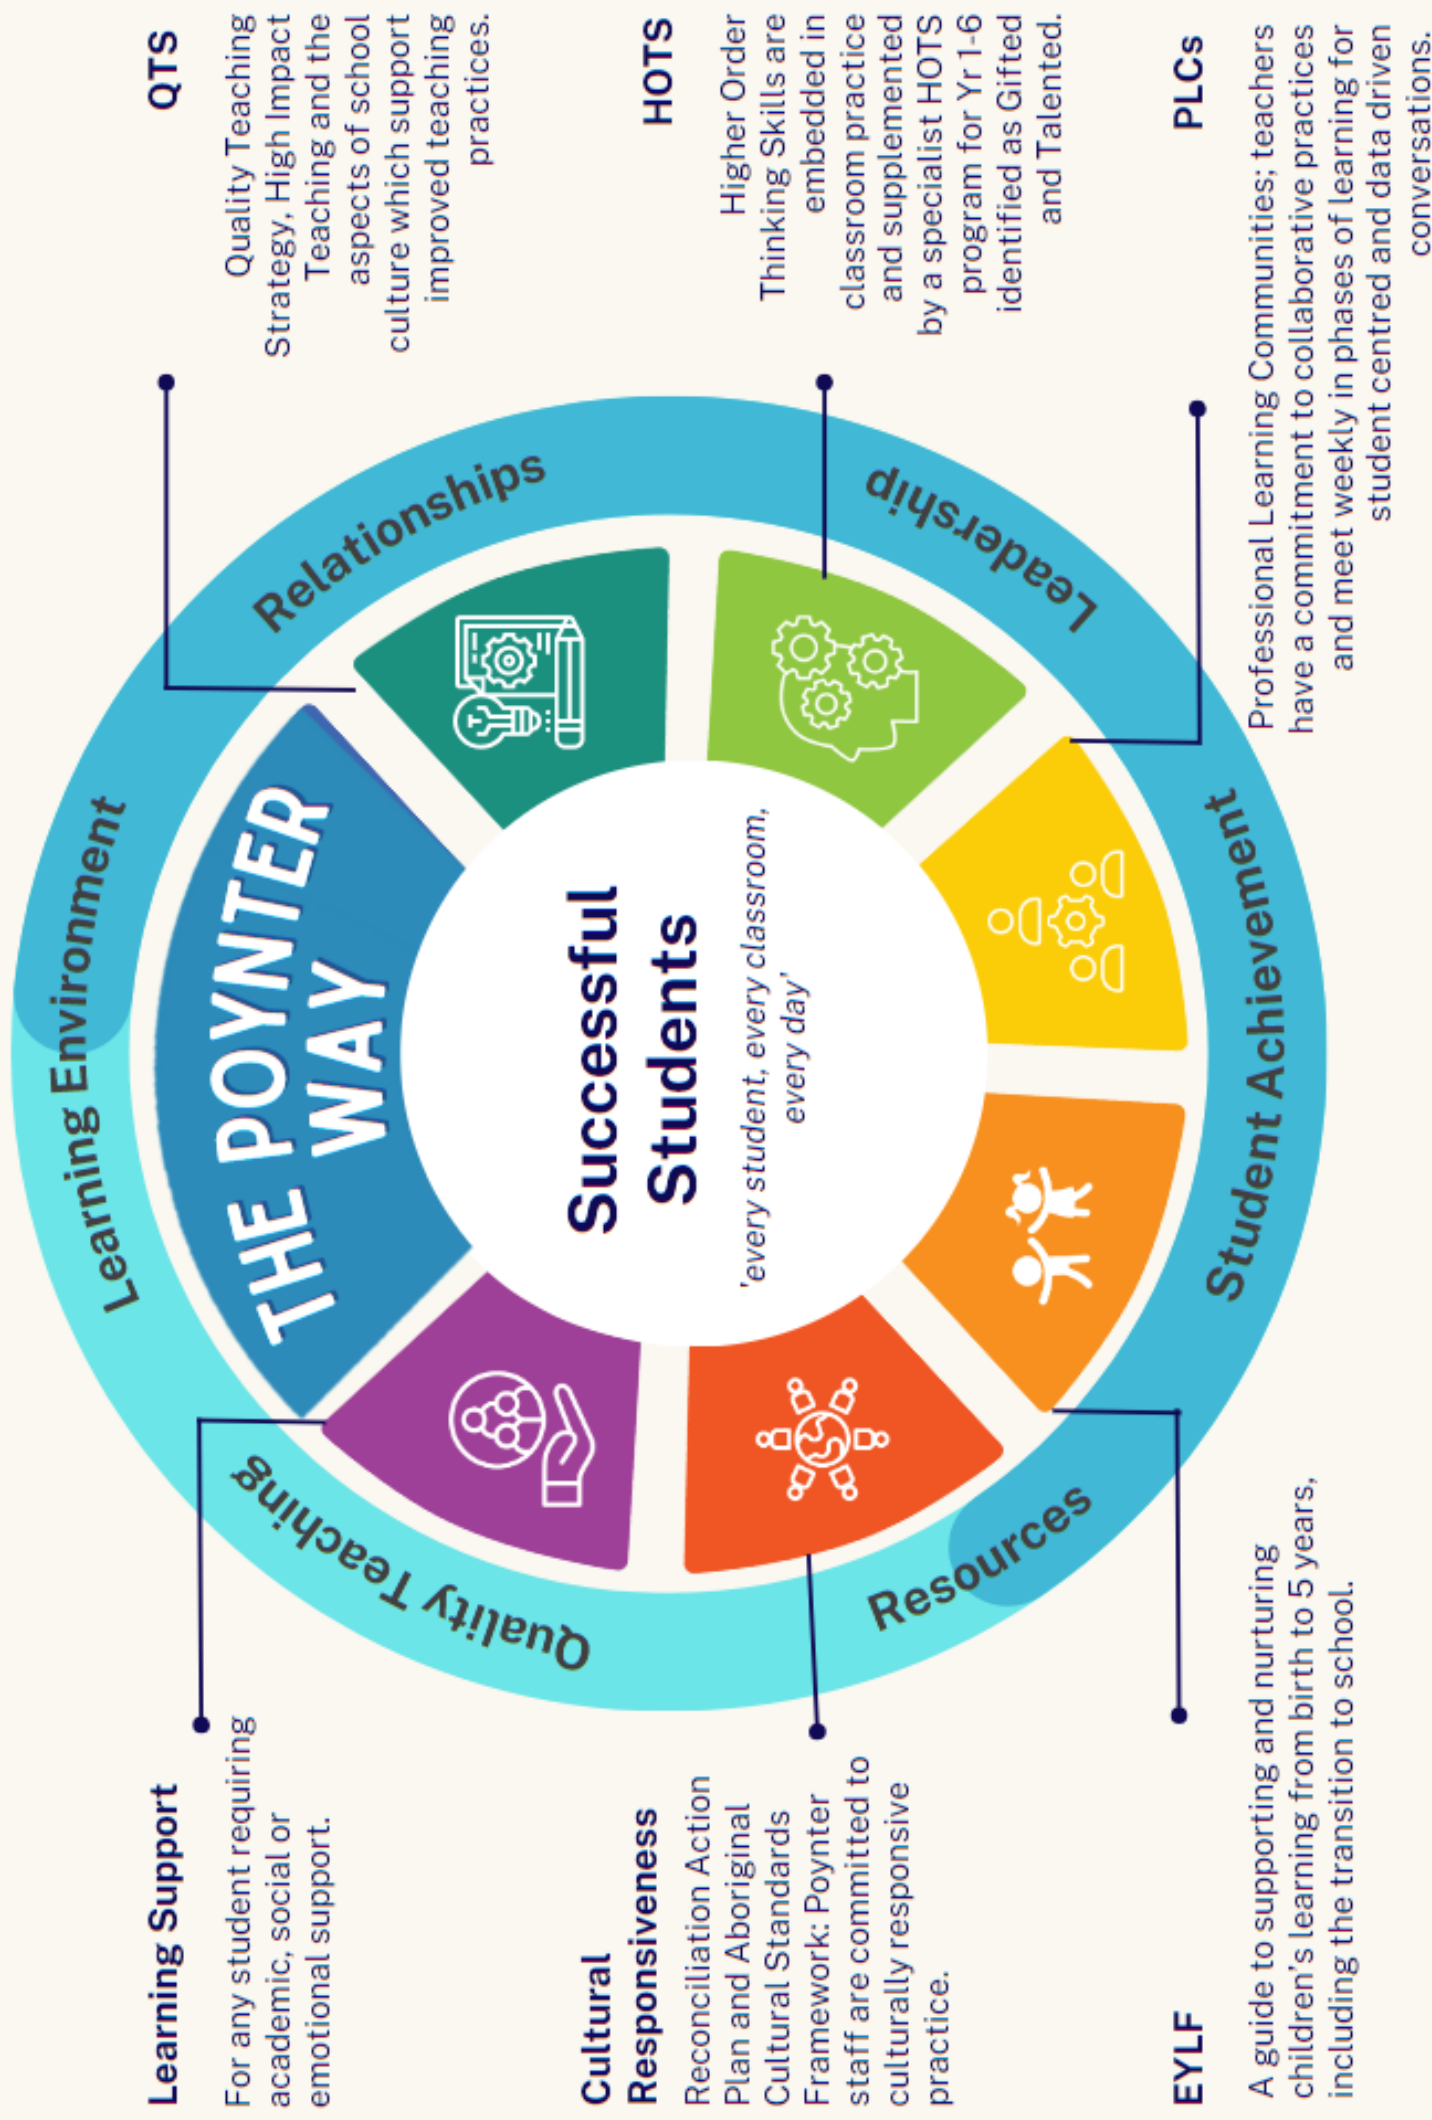 Learning Support
For any student requiring
academic, social or
emotional support.
Cultural
Responsiveness
Reconciliation Action
Plan and Aboriginal
Cultural Standards
Framework: Poynter
staff are committed to
culturally responsive
practice.
EYLF
A guide to supporting and nurturing
children's learning from birth to 5 years,
including the transition to school.
Learning Environment
Relationships
Leadership
Student Achievement
Resources
Quality Teaching
THE POYNTER
WAY
Successful
Students
'every student, every classroom,
every day'
QTS
Quality Teaching
Strategy, High Impact
Teaching and the
aspects of school
culture which support
improved teaching
practices.
HOTS
Higher Order
Thinking Skills are
embedded in
classroom practice
and supplemented
by a specialist HOTS
program for Yr 1-6
identified as Gifted
and Talented.
PLCs
Professional Learning Communities; teachers
have a commitment to collaborative practices
and meet weekly in phases of learning for
student centred and data driven
conversations.